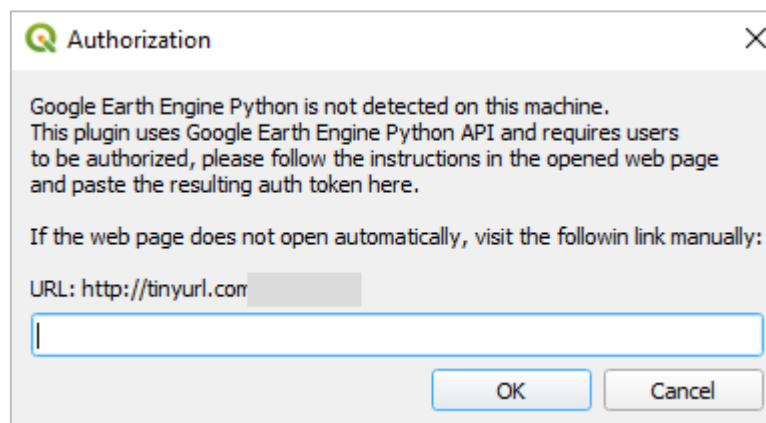 Authorization
Google Earth Engine Python is not detected on this machine.
This plugin uses Google Earth Engine Python API and requires users
to be authorized, please follow the instructions in the opened web page
and paste the resulting auth token here.
If the web page does not open automatically, visit the followin link manually:
URL: http://tinyurl.com
OK
Cancel